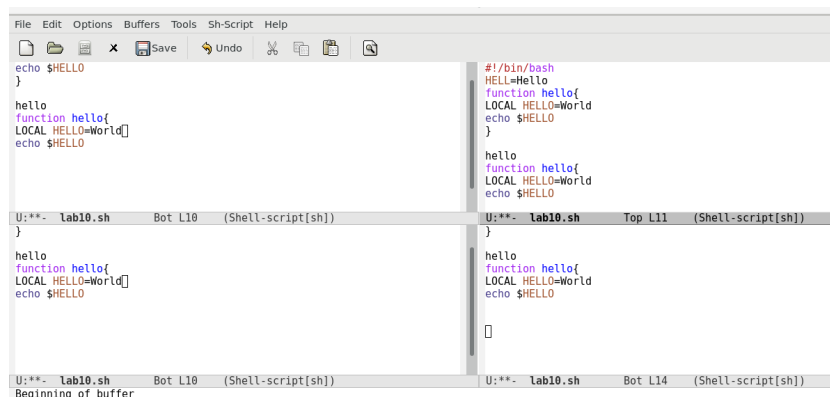 File Edit Options Buffers Tools Sh-Script Help
Save Undo
echo $HELLO
}
hello
function hello{
LOCAL HELLO=World
echo $HELLO
U:**- lab10.sh Bot L10 (Shell-script[sh])
#!/bin/bash
HELL=Hello
function hello{
LOCAL HELLO=World
echo $HELLO
}
hello
function hello{
LOCAL HELLO=World
echo $HELLO
U:**- lab10.sh Top L11 (Shell-script[sh])
}
hello
function hello{
LOCAL HELLO=World
echo $HELLO
U:**- lab10.sh Bot L10 (Shell-script[sh])
}
hello
function hello{
LOCAL HELLO=World
echo $HELLO
U:**- lab10.sh Bot L14 (Shell-script[sh])
Beginning of buffer